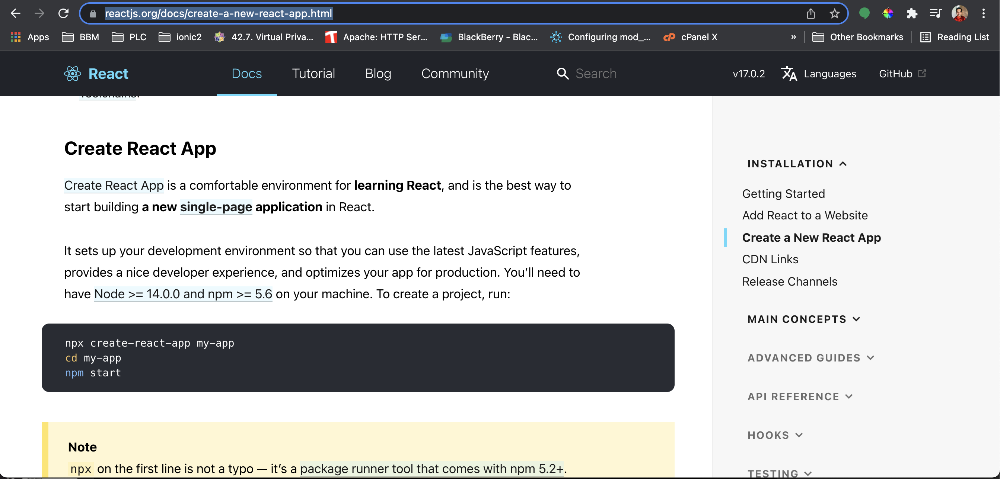 reactjs.org/docs/create-a-new-react-app.html
Apps BBM PLC ionic2 42.7. Virtual Priva... Apache: HTTP Ser... BlackBerry - Blac... Configuring mod_... cPanel X » Other Bookmarks Reading List
React Docs Tutorial Blog Community Search v17.0.2 Languages GitHub
Create React App
Create React App is a comfortable environment for learning React, and is the best way to
start building a new single-page application in React.
It sets up your development environment so that you can use the latest JavaScript features,
provides a nice developer experience, and optimizes your app for production. You’ll need to
have Node >= 14.0.0 and npm >= 5.6 on your machine. To create a project, run:
npx create-react-app my-app
cd my-app
npm start
Note
npx on the first line is not a typo — it’s a package runner tool that comes with npm 5.2+.
INSTALLATION
Getting Started
Add React to a Website
Create a New React App
CDN Links
Release Channels
MAIN CONCEPTS
ADVANCED GUIDES
API REFERENCE
HOOKS
TESTING